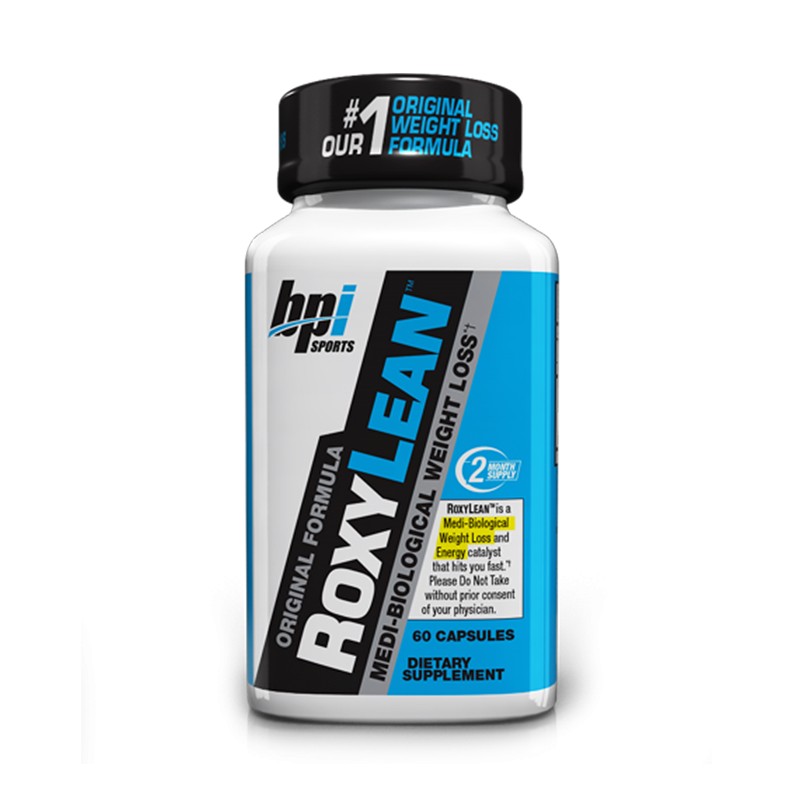 #1
OUR
ORIGINAL
WEIGHT LOSS
FORMULA
bpi
SPORTS
ORIGINAL FORMULA
ROXYLEAN™
MEDI-BIOLOGICAL WEIGHT LOSS*†
2 MONTH
SUPPLY
ROXYLEAN™ is a
Medi-Biological
Weight Loss and
Energy catalyst
that hits you fast.*†
Please Do Not Take
without prior consent
of your physician.
60 CAPSULES
DIETARY
SUPPLEMENT